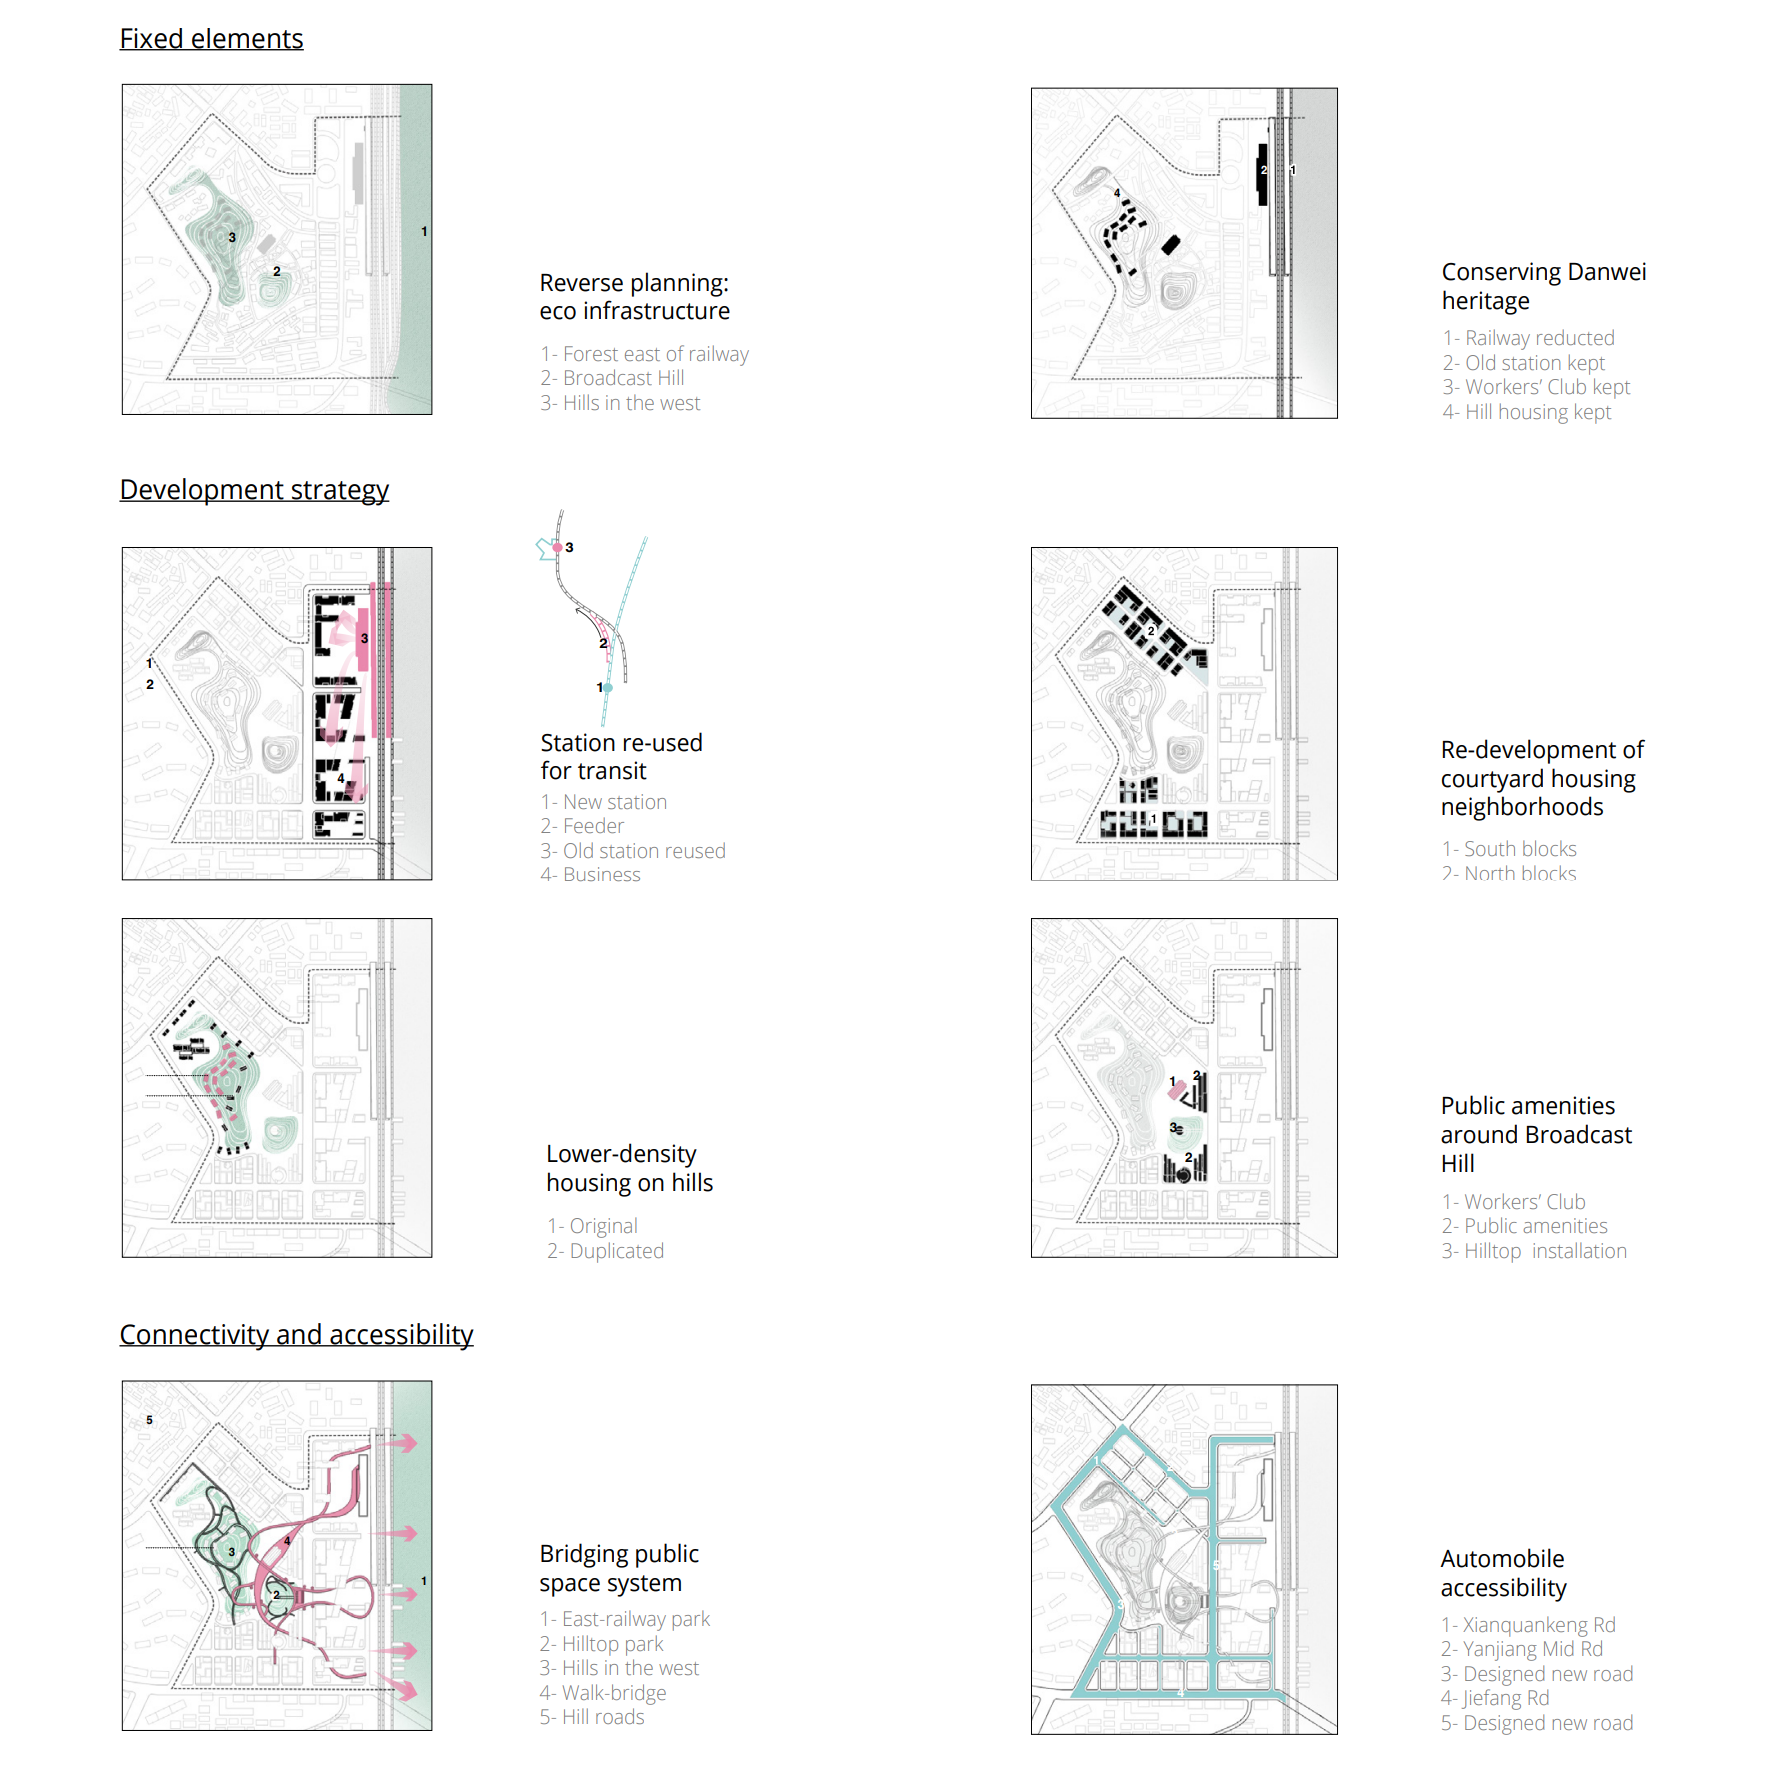 Fixed elements
3
2
1
Reverse planning:
eco infrastructure
1- Forest east of railway
2- Broadcast Hill
3- Hills in the west
2
1
4
Conserving Danwei
heritage
1- Railway reducted
2- Old station kept
3- Workers’ Club kept
4- Hill housing kept
Development strategy
1
2
3
4
3
2
1
Station re-used
for transit
1- New station
2- Feeder
3- Old station reused
4- Business
2
1
Re-development of
courtyard housing
neighborhoods
1- South blocks
2- North blocks
Lower-density
housing on hills
1- Original
2- Duplicated
1
2
3
2
Public amenities
around Broadcast
Hill
1- Workers’ Club
2- Public amenities
3- Hilltop  installation
Connectivity and accessibility
5
4
3
2
1
Bridging public
space system
1- East-railway park
2- Hilltop park
3- Hills in the west
4- Walk-bridge
5- Hill roads
1
2
5
3
4
Automobile
accessibility
1- Xianquankeng Rd
2- Yanjiang Mid Rd
3- Designed new road
4- Jiefang Rd
5- Designed new road